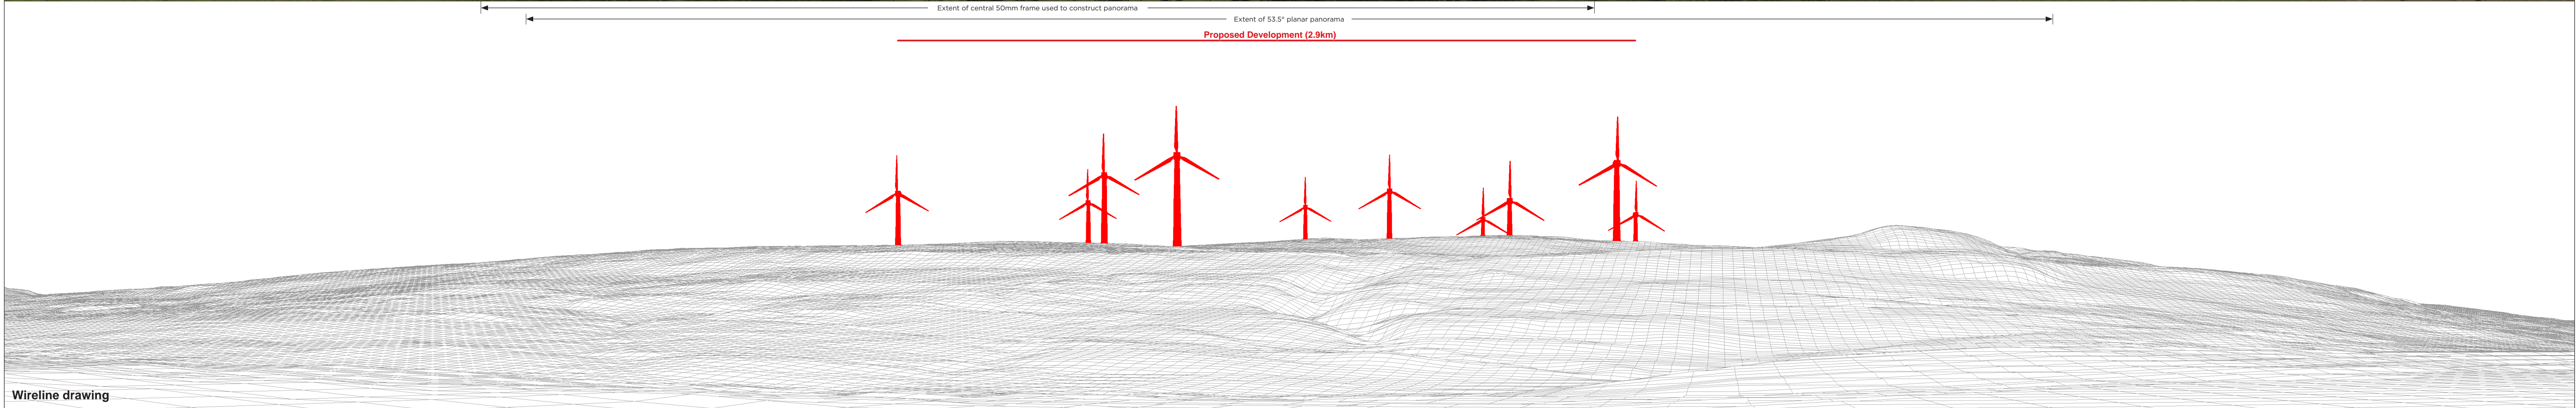 Extent of central 50mm frame used to construct panorama
Extent of 53.5° planar panorama
Proposed Development (2.9km)
Wireline drawing